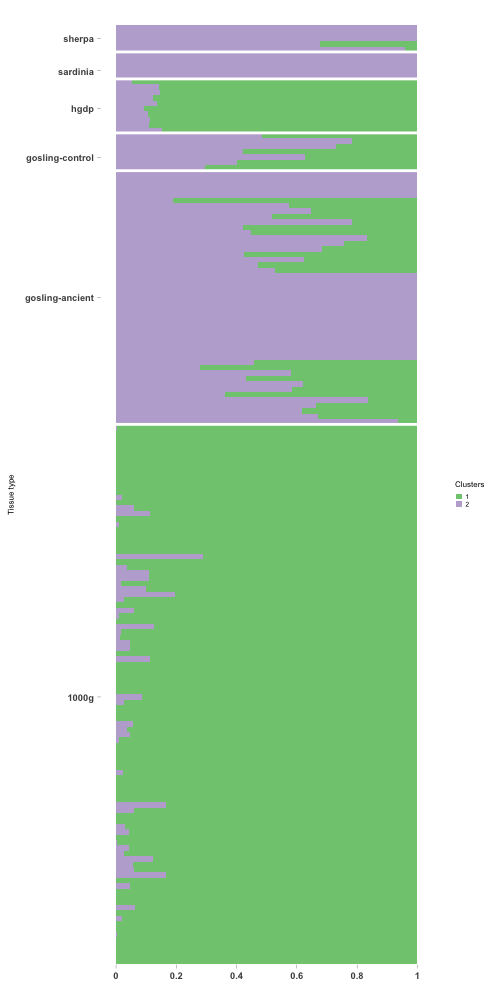 sherpa
sardinia
hgdp
gosling-control
gosling-ancient
Tissue type
Clusters
1
2
1000g
0 0.2 0.4 0.6 0.8 1